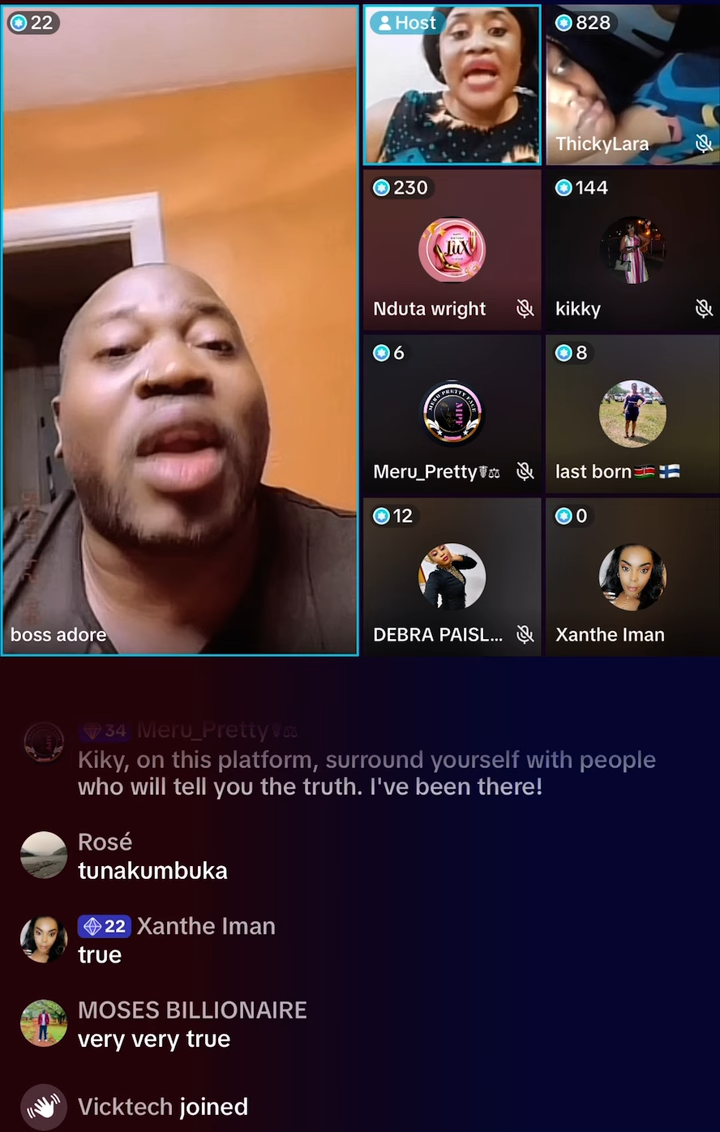 22
Host
828
ThickyLara
230
144
Nduta wright
kikky
6
8
Meru_Pretty☤⚖
last born🇰🇪🇫🇮
12
0
DEBRA PAISL...
Xanthe Iman
boss adore
34 Meru_Pretty☤⚖
Kiky, on this platform, surround yourself with people
who will tell you the truth. I've been there!
Rosé
tunakumbuka
22 Xanthe Iman
true
MOSES BILLIONAIRE
very very true
Vicktech joined